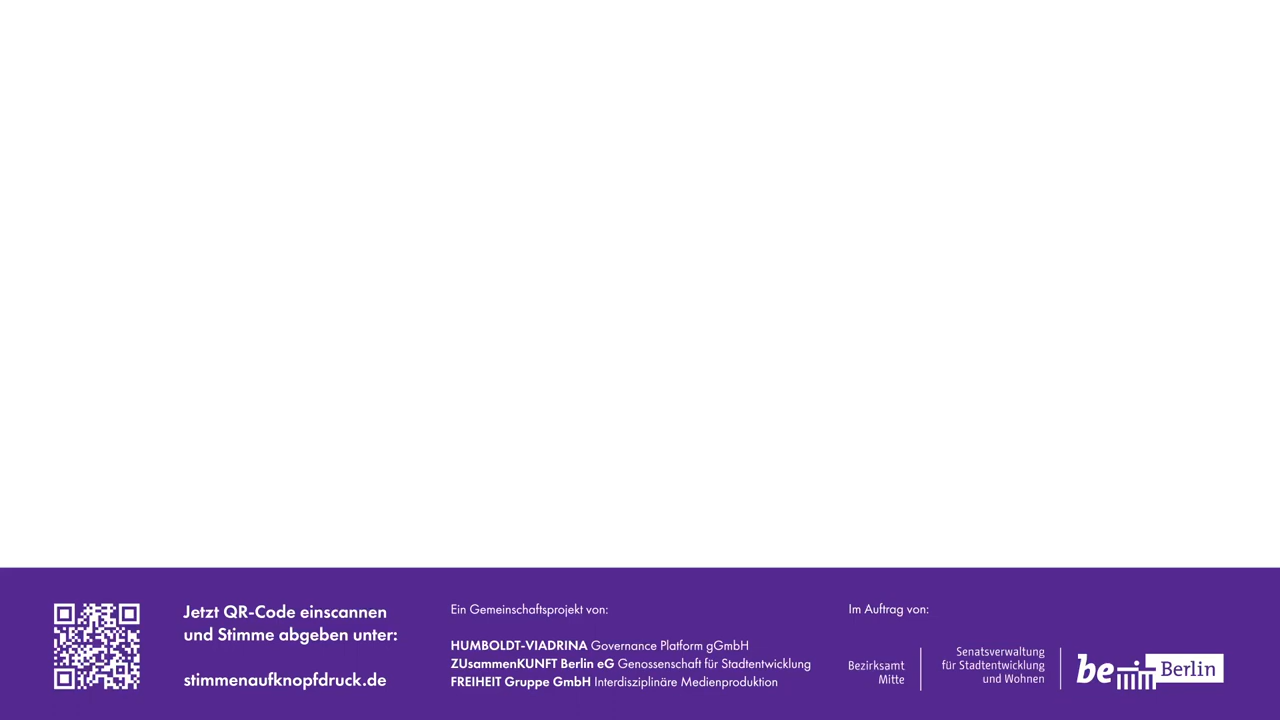 Jetzt QR-Code einscannen
und Stimme abgeben unter:
stimmenaufknopfdruck.de
Ein Gemeinschaftsprojekt von:
HUMBOLDT-VIADRINA Governance Platform gGmbH
ZUsammenKUNFT Berlin eG Genossenschaft für Stadtentwicklung
FREIHEIT Gruppe GmbH Interdisziplinäre Medienproduktion
Im Auftrag von:
Bezirksamt
Mitte
Senatsverwaltung
für Stadtentwicklung
und Wohnen
be Berlin